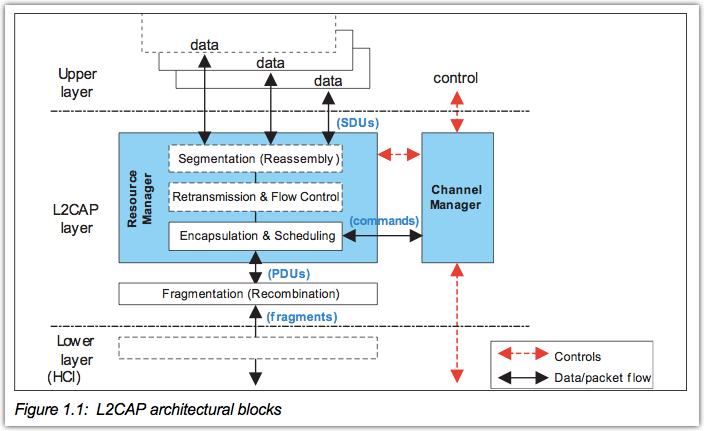 data
data
data
Upper
layer
control
(SDUs)
Segmentation (Reassembly)
Resource
Manager
Retransmission & Flow Control
Channel
Manager
L2CAP
layer
(commands)
Encapsulation & Scheduling
(PDUs)
Fragmentation (Recombination)
(fragments)
Lower
layer
(HCI)
Controls
Data/packet flow
Figure 1.1: L2CAP architectural blocks